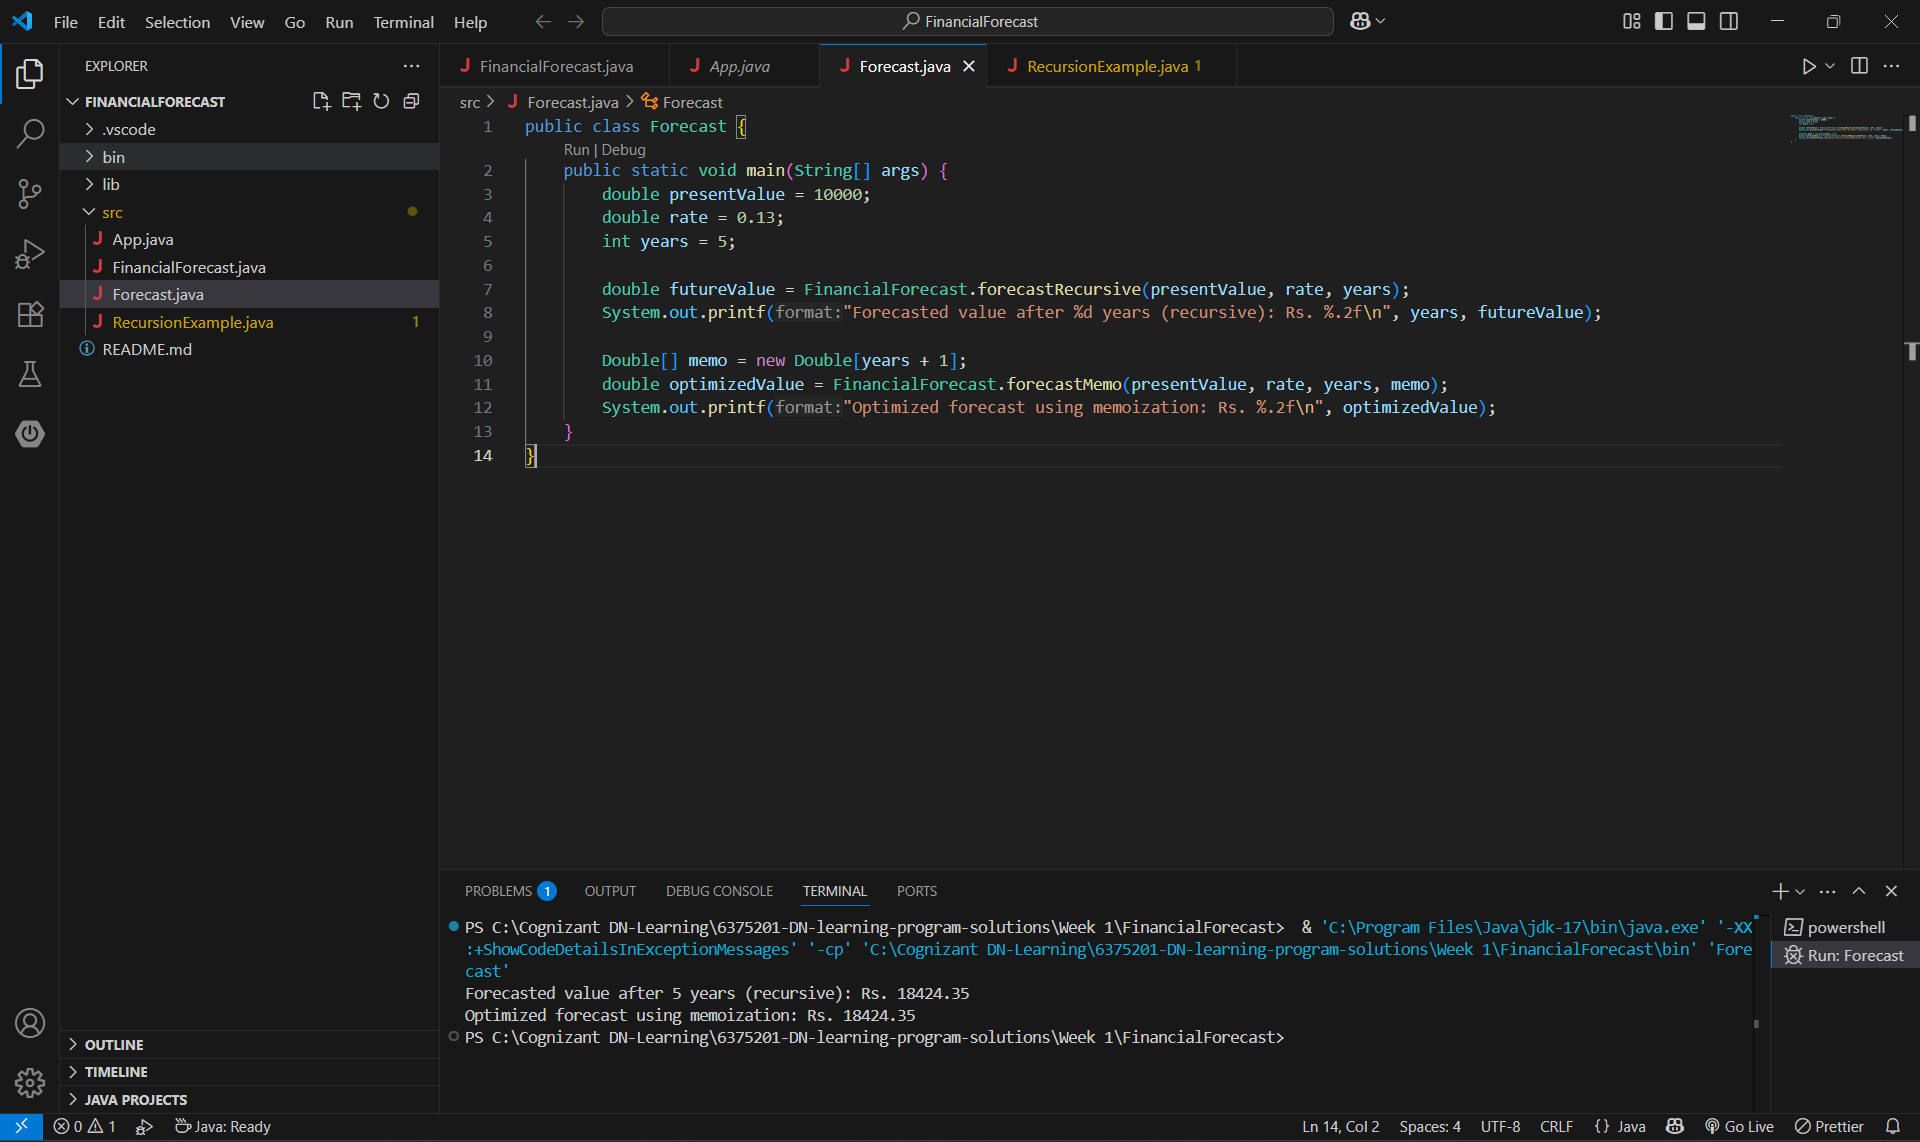 File Edit Selection View Go Run Terminal Help
FinancialForecast
EXPLORER
FINANCIALFORECAST
.vscode
bin
lib
src
App.java
FinancialForecast.java
Forecast.java
RecursionExample.java 1
README.md
OUTLINE
TIMELINE
JAVA PROJECTS
FinancialForecast.java App.java Forecast.java RecursionExample.java 1
src > Forecast.java > Forecast
1 public class Forecast {
Run | Debug
2 public static void main(String[] args) {
3 double presentValue = 10000;
4 double rate = 0.13;
5 int years = 5;
6
7 double futureValue = FinancialForecast.forecastRecursive(presentValue, rate, years);
8 System.out.printf(format:"Forecasted value after %d years (recursive): Rs. %.2f\n", years, futureValue);
9
10 Double[] memo = new Double[years + 1];
11 double optimizedValue = FinancialForecast.forecastMemo(presentValue, rate, years, memo);
12 System.out.printf(format:"Optimized forecast using memoization: Rs. %.2f\n", optimizedValue);
13 }
14 }
PROBLEMS 1 OUTPUT DEBUG CONSOLE TERMINAL PORTS
PS C:\Cognizant DN-Learning\6375201-DN-learning-program-solutions\Week 1\FinancialForecast> & 'C:\Program Files\Java\jdk-17\bin\java.exe' '-XX
:+ShowCodeDetailsInExceptionMessages' '-cp' 'C:\Cognizant DN-Learning\6375201-DN-learning-program-solutions\Week 1\FinancialForecast\bin' 'Fore
cast'
Forecasted value after 5 years (recursive): Rs. 18424.35
Optimized forecast using memoization: Rs. 18424.35
PS C:\Cognizant DN-Learning\6375201-DN-learning-program-solutions\Week 1\FinancialForecast>
powershell
Run: Forecast
0 1 Java: Ready Ln 14, Col 2 Spaces: 4 UTF-8 CRLF {} Java Go Live Prettier